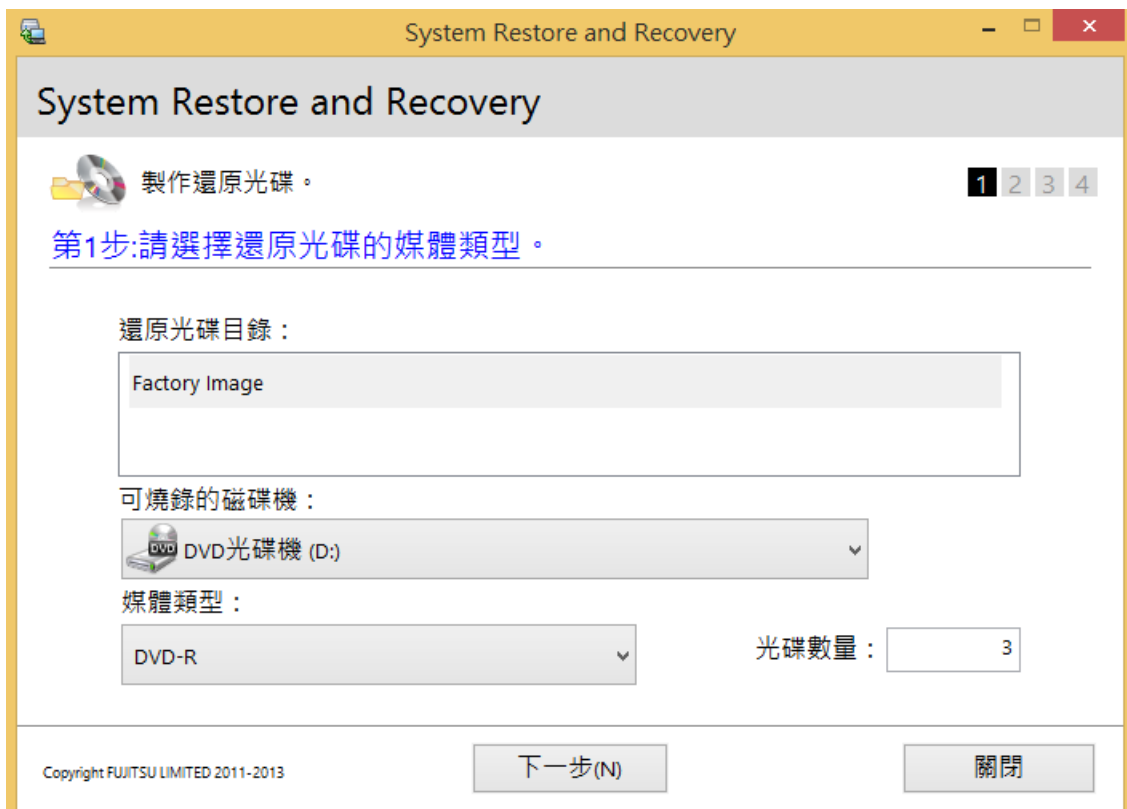 System Restore and Recovery
System Restore and Recovery
製作還原光碟。
1 2 3 4
第1步:請選擇還原光碟的媒體類型。
還原光碟目錄：
Factory Image
可燒錄的磁碟機：
DVD DVD光碟機 (D:)
媒體類型：
DVD-R
光碟數量： 3
Copyright FUJITSU LIMITED 2011-2013
下一步(N)
關閉